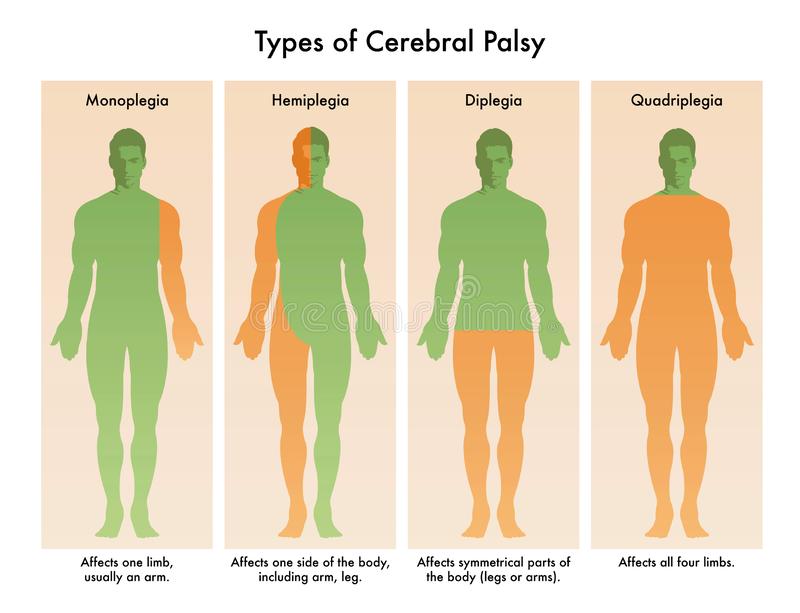 Types of Cerebral Palsy
Monoplegia
Hemiplegia
Diplegia
Quadriplegia
dreamstime
Affects one limb,
usually an arm.
Affects one side of the body,
including arm, leg.
Affects symmetrical parts of
the body (legs or arms).
Affects all four limbs.